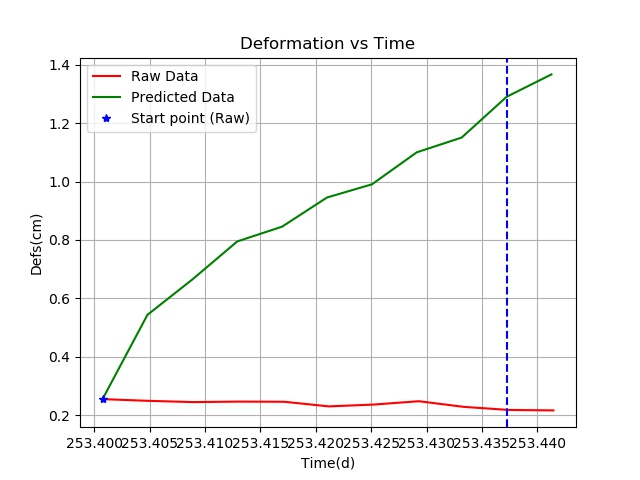 Deformation vs Time
Raw Data
Predicted Data
Start point (Raw)
1.4
1.2
1.0
0.8
0.6
0.4
0.2
Defs(cm)
253.400 253.405 253.410 253.415 253.420 253.425 253.430 253.435 253.440
Time(d)